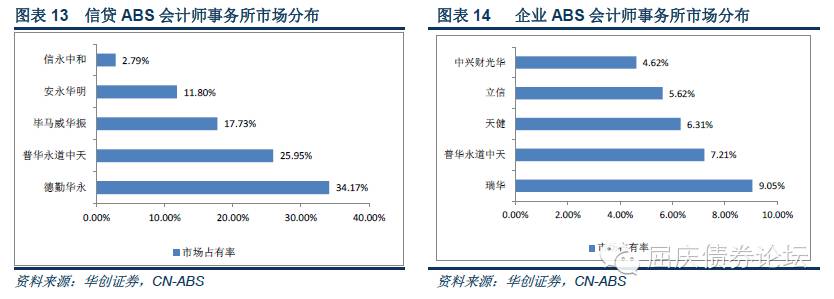 图表 13 信贷 ABS 会计师事务所市场分布
信永中和
2.79%
安永华明
11.80%
毕马威华振
17.73%
普华永道中天
25.95%
德勤华永
34.17%
0.00% 10.00% 20.00% 30.00% 40.00%
市场占有率
资料来源：华创证券，CN-ABS
图表 14 企业 ABS 会计师事务所市场分布
中兴财光华
4.62%
立信
5.62%
天健
6.31%
普华永道中天
7.21%
瑞华
9.05%
0.00% 2.00% 4.00% 6.00% 8.00% 10.00%
市场占有率
屈庆债券论坛
资料来源：华创证券，CN-ABS